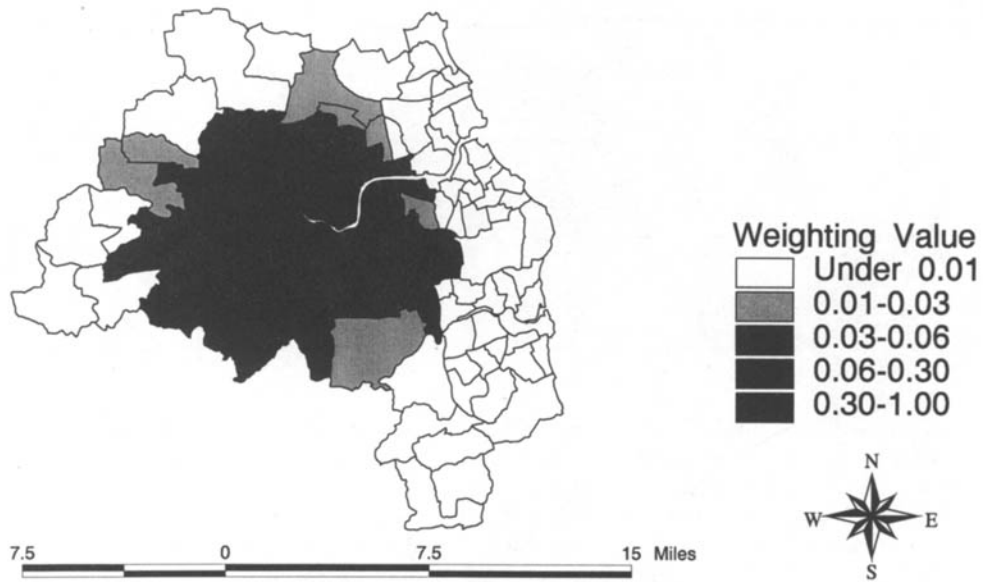 Weighting Value
Under 0.01
0.01-0.03
0.03-0.06
0.06-0.30
0.30-1.00
N
W E
S
7.5 0 7.5 15 Miles